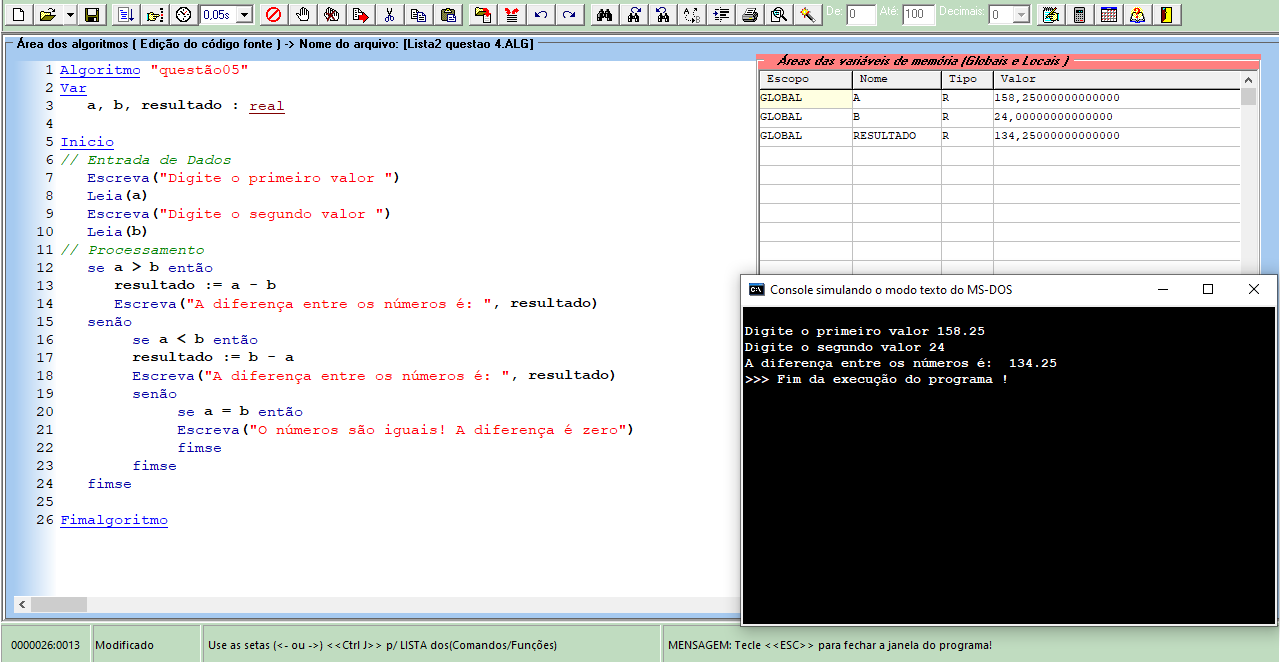 0,05s De: 0 Até: 100 Decimais: 0
Área dos algoritmos ( Edição do código fonte ) -> Nome do arquivo: [Lista2 questao 4.ALG]
1 Algoritmo "questão05"
2 Var
3 a, b, resultado : real
4
5 Inicio
6 // Entrada de Dados
7 Escreva("Digite o primeiro valor ")
8 Leia(a)
9 Escreva("Digite o segundo valor ")
10 Leia(b)
11 // Processamento
12 se a > b então
13 resultado := a - b
14 Escreva("A diferença entre os números é: ", resultado)
15 senão
16 se a < b então
17 resultado := b - a
18 Escreva("A diferença entre os números é: ", resultado)
19 senão
20 se a = b então
21 Escreva("O números são iguais! A diferença é zero")
22 fimse
23 fimse
24 fimse
25
26 Fimalgoritmo
Áreas das variáveis de memória (Globais e Locais )
Escopo Nome Tipo Valor
GLOBAL A R 158,25000000000000
GLOBAL B R 24,00000000000000
GLOBAL RESULTADO R 134,25000000000000
C:\ Console simulando o modo texto do MS-DOS
Digite o primeiro valor 158.25
Digite o segundo valor 24
A diferença entre os números é:  134.25
>>> Fim da execução do programa !
0000026:0013 Modificado Use as setas (<- ou ->) <<Ctrl J>> p/ LISTA dos(Comandos/Funções) MENSAGEM: Tecle <<ESC>> para fechar a janela do programa!